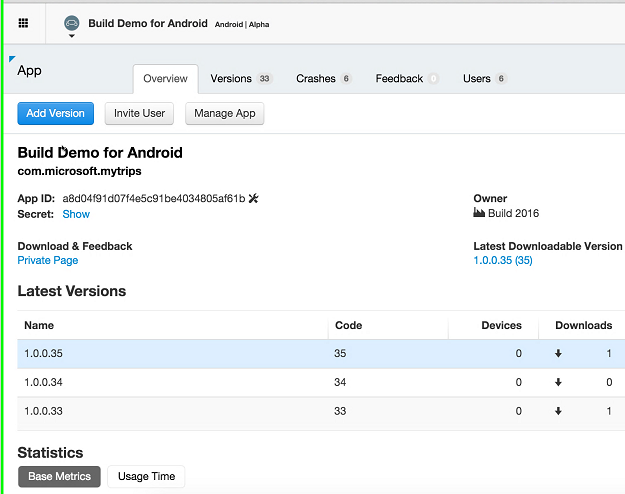 Build Demo for Android Android | Alpha
App
Overview Versions 33 Crashes 6 Feedback 0 Users 6
Add Version Invite User Manage App
Build Demo for Android
com.microsoft.mytrips
App ID: a8d04f91d07f4e5c91be4034805af61b Owner
Secret: Show Build 2016
Download & Feedback Latest Downloadable Version
Private Page 1.0.0.35 (35)
Latest Versions
Name Code Devices Downloads
1.0.0.35 35 0 1
1.0.0.34 34 0 0
1.0.0.33 33 0 1
Statistics
Base Metrics Usage Time